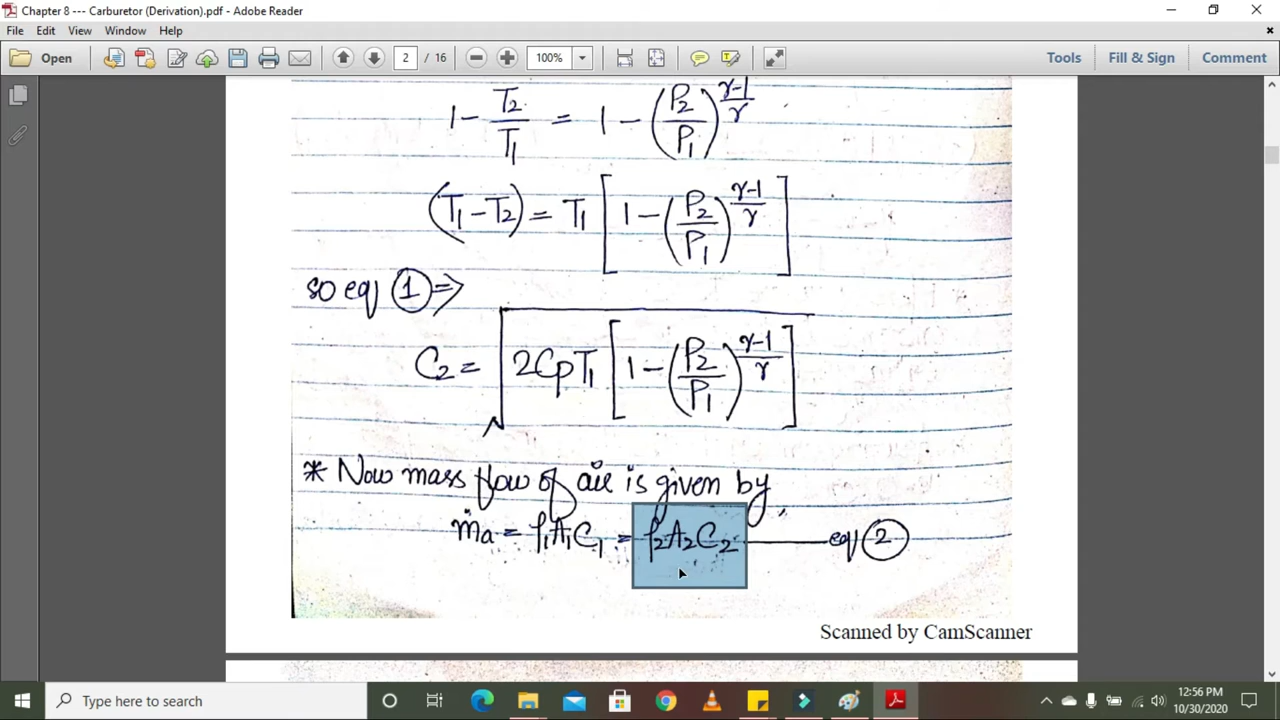 Chapter 8 --- Carburetor (Derivation).pdf - Adobe Reader
File Edit View Window Help
Open 2 / 16 100% Tools Fill & Sign Comment
1 - T2/T1 = 1 - (P2/P1)^(γ-1)/γ
(T1 - T2) = T1 [1 - (P2/P1)^(γ-1)/γ]
so eq ① ⇒
C2 = √2CpT1 [1 - (P2/P1)^(γ-1)/γ]
* Now mass flow of air is given by,
ṁa = ρ1A1C1 = ρ2A2C2 ——— eq ②
Scanned by CamScanner
Type here to search
12:56 PM
10/30/2020